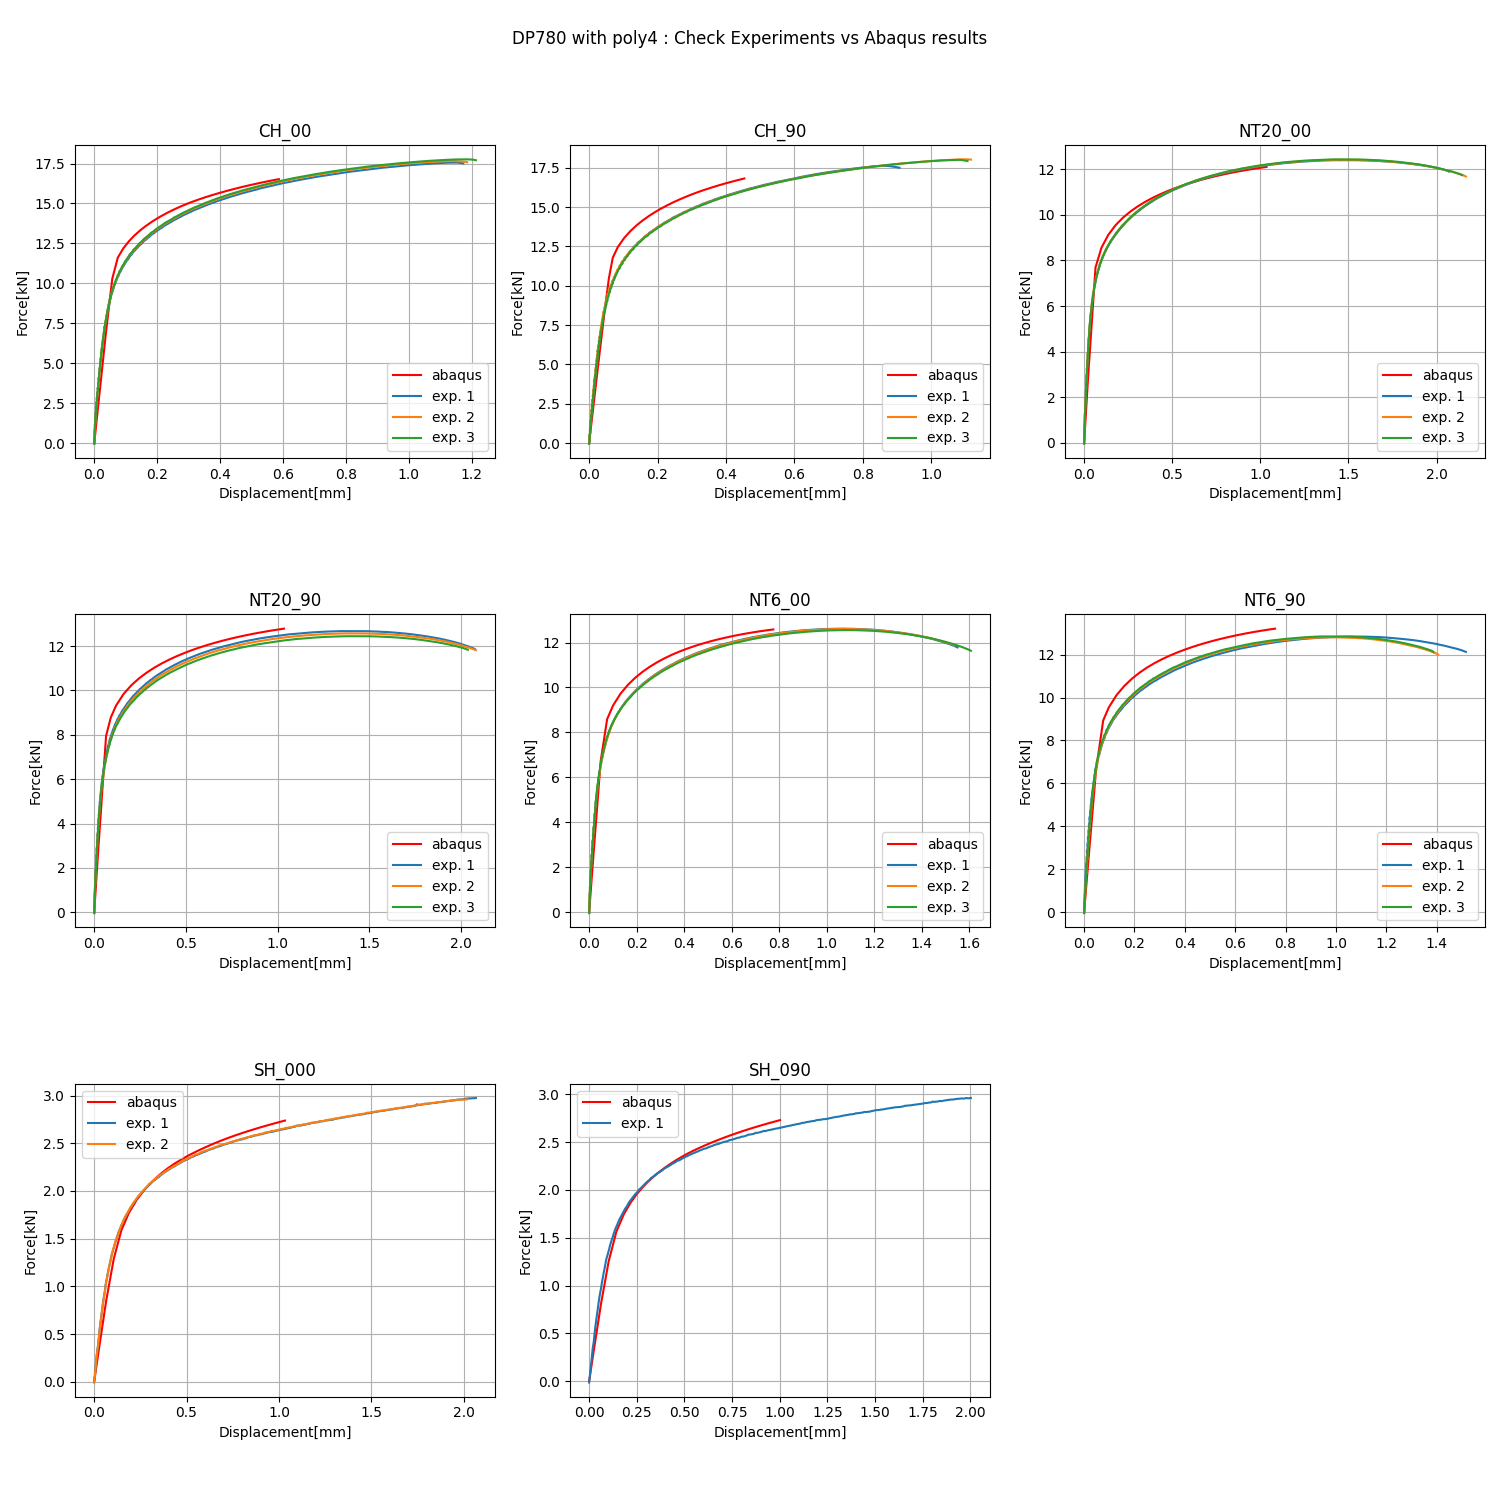 DP780 with poly4 : Check Experiments vs Abaqus results
CH_00
Force[kN]
17.5
15.0
12.5
10.0
7.5
5.0
2.5
0.0
abaqus
exp. 1
exp. 2
exp. 3
0.0 0.2 0.4 0.6 0.8 1.0 1.2
Displacement[mm]
CH_90
Force[kN]
17.5
15.0
12.5
10.0
7.5
5.0
2.5
0.0
abaqus
exp. 1
exp. 2
exp. 3
0.0 0.2 0.4 0.6 0.8 1.0
Displacement[mm]
NT20_00
Force[kN]
12
10
8
6
4
2
0
abaqus
exp. 1
exp. 2
exp. 3
0.0 0.5 1.0 1.5 2.0
Displacement[mm]
NT20_90
Force[kN]
12
10
8
6
4
2
0
abaqus
exp. 1
exp. 2
exp. 3
0.0 0.5 1.0 1.5 2.0
Displacement[mm]
NT6_00
Force[kN]
12
10
8
6
4
2
0
abaqus
exp. 1
exp. 2
exp. 3
0.0 0.2 0.4 0.6 0.8 1.0 1.2 1.4 1.6
Displacement[mm]
NT6_90
Force[kN]
12
10
8
6
4
2
0
abaqus
exp. 1
exp. 2
exp. 3
0.0 0.2 0.4 0.6 0.8 1.0 1.2 1.4
Displacement[mm]
SH_000
Force[kN]
3.0
2.5
2.0
1.5
1.0
0.5
0.0
abaqus
exp. 1
exp. 2
0.0 0.5 1.0 1.5 2.0
Displacement[mm]
SH_090
Force[kN]
3.0
2.5
2.0
1.5
1.0
0.5
0.0
abaqus
exp. 1
0.00 0.25 0.50 0.75 1.00 1.25 1.50 1.75 2.00
Displacement[mm]